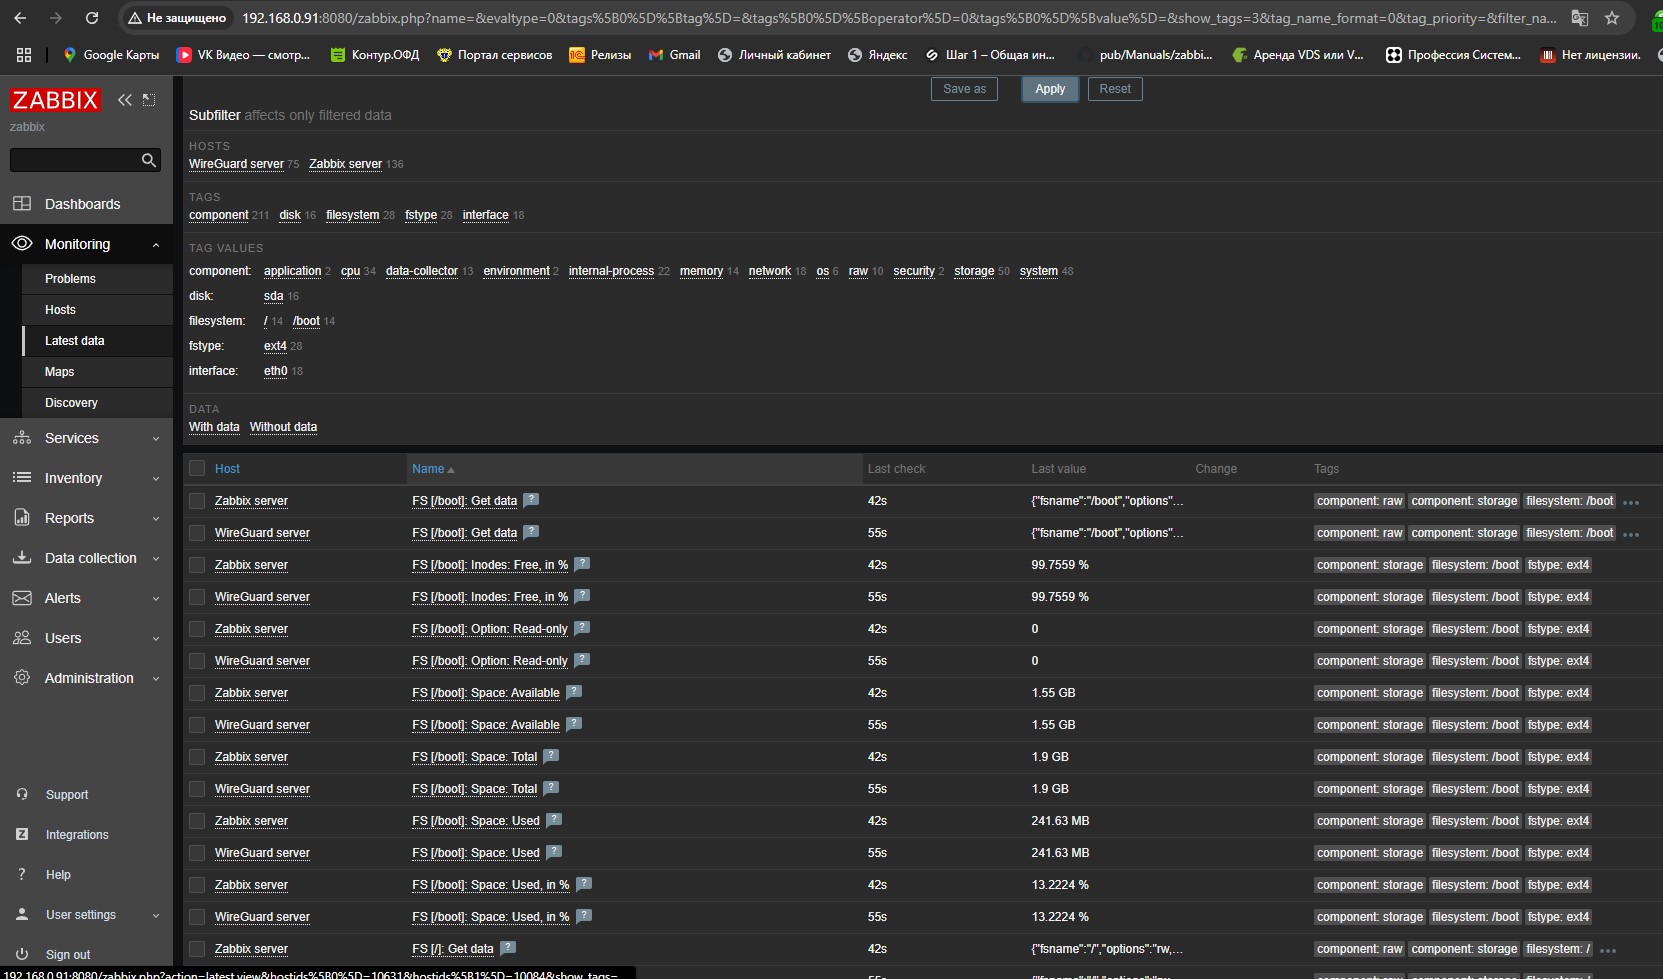 Не защищено 192.168.0.91:8080/zabbix.php?name=&evaltype=0&tags%5B0%5D%5Btag%5D=&tags%5B0%5D%5Boperator%5D=0&tags%5B0%5D%5Bvalue%5D=&show_tags=3&tag_name_format=0&tag_priority=&filter_na...
Google Карты VK Видео — смотр... Контур.ОФД Портал сервисов Релизы Gmail Личный кабинет Яндекс Шаг 1 – Общая ин... pub/Manuals/zabbi... Аренда VDS или V... Профессия Систем... Нет лицензии.
ZABBIX
zabbix
Dashboards
Monitoring
Problems
Hosts
Latest data
Maps
Discovery
Services
Inventory
Reports
Data collection
Alerts
Users
Administration
Support
Integrations
Help
User settings
Sign out
Save as Apply Reset
Subfilter affects only filtered data
HOSTS
WireGuard server 75 Zabbix server 136
TAGS
component 211 disk 16 filesystem 28 fstype 28 interface 18
TAG VALUES
component: application 2 cpu 34 data-collector 13 environment 2 internal-process 22 memory 14 network 18 os 6 raw 10 security 2 storage 50 system 48
disk: sda 16
filesystem: / 14 /boot 14
fstype: ext4 28
interface: eth0 18
DATA
With data Without data
Host Name Last check Last value Change Tags
Zabbix server FS [/boot]: Get data ? 42s {"fsname":"/boot","options"... component: raw component: storage filesystem: /boot
WireGuard server FS [/boot]: Get data ? 55s {"fsname":"/boot","options"... component: raw component: storage filesystem: /boot
Zabbix server FS [/boot]: Inodes: Free, in % ? 42s 99.7559 % component: storage filesystem: /boot fstype: ext4
WireGuard server FS [/boot]: Inodes: Free, in % ? 55s 99.7559 % component: storage filesystem: /boot fstype: ext4
Zabbix server FS [/boot]: Option: Read-only ? 42s 0 component: storage filesystem: /boot fstype: ext4
WireGuard server FS [/boot]: Option: Read-only ? 55s 0 component: storage filesystem: /boot fstype: ext4
Zabbix server FS [/boot]: Space: Available ? 42s 1.55 GB component: storage filesystem: /boot fstype: ext4
WireGuard server FS [/boot]: Space: Available ? 55s 1.55 GB component: storage filesystem: /boot fstype: ext4
Zabbix server FS [/boot]: Space: Total ? 42s 1.9 GB component: storage filesystem: /boot fstype: ext4
WireGuard server FS [/boot]: Space: Total ? 55s 1.9 GB component: storage filesystem: /boot fstype: ext4
Zabbix server FS [/boot]: Space: Used ? 42s 241.63 MB component: storage filesystem: /boot fstype: ext4
WireGuard server FS [/boot]: Space: Used ? 55s 241.63 MB component: storage filesystem: /boot fstype: ext4
Zabbix server FS [/boot]: Space: Used, in % ? 42s 13.2224 % component: storage filesystem: /boot fstype: ext4
WireGuard server FS [/boot]: Space: Used, in % ? 55s 13.2224 % component: storage filesystem: /boot fstype: ext4
Zabbix server FS [/]: Get data ? 42s {"fsname":"/","options":"rw,... component: raw component: storage filesystem: /
192.168.0.91:8080/zabbix.php?action=latest.view&hostids%5B0%5D=10631&hostids%5B1%5D=10084&show_tags=...